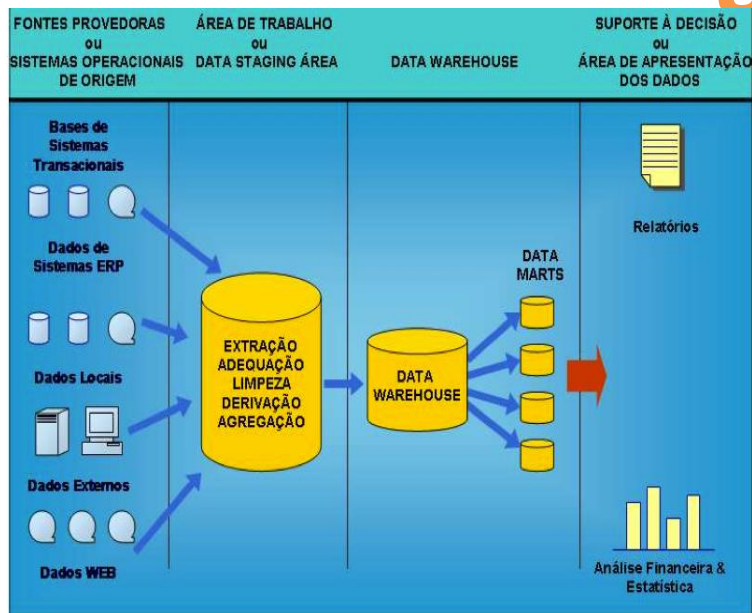 FONTES PROVEDORAS
ou
SISTEMAS OPERACIONAIS
DE ORIGEM
ÁREA DE TRABALHO
ou
DATA STAGING ÁREA
DATA WAREHOUSE
SUPORTE À DECISÃO
ou
ÁREA DE APRESENTAÇÃO
DOS DADOS
Bases de
Sistemas
Transacionais
Dados de
Sistemas ERP
Dados Locais
Dados Externos
Dados WEB
EXTRAÇÃO
ADEQUAÇÃO
LIMPEZA
DERIVAÇÃO
AGREGAÇÃO
DATA
WAREHOUSE
DATA
MARTS
Relatórios
Análise Financeira &
Estatística